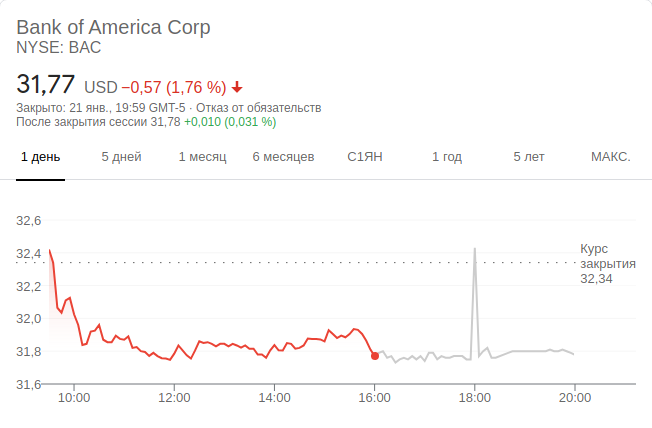 Bank of America Corp
NYSE: BAC
31,77 USD −0,57 (1,76 %)
Закрыто: 21 янв., 19:59 GMT-5 · Отказ от обязательств
После закрытия сессии 31,78 +0,010 (0,031 %)
1 день 5 дней 1 месяц 6 месяцев С1ЯН 1 год 5 лет МАКС.
32,6
32,4
32,2
32,0
31,8
31,6
Курс
закрытия
32,34
10:00 12:00 14:00 16:00 18:00 20:00